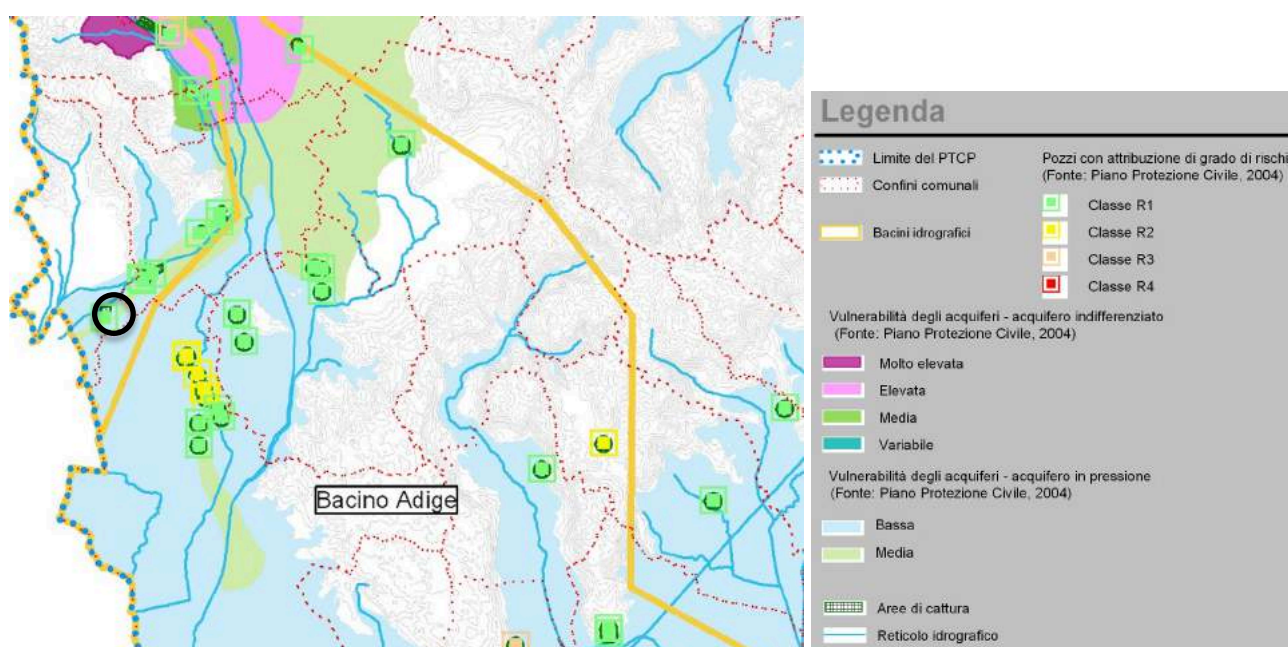 Bacino Adige
Legenda
Limite del PTCP
Confini comunali
Bacini idrografici
Pozzi con attribuzione di grado di rischi
(Fonte: Piano Protezione Civile, 2004)
Classe R1
Classe R2
Classe R3
Classe R4
Vulnerabilità degli acquiferi - acquifero indifferenziato
(Fonte: Piano Protezione Civile, 2004)
Molto elevata
Elevata
Media
Variabile
Vulnerabilità degli acquiferi - acquifero in pressione
(Fonte: Piano Protezione Civile, 2004)
Bassa
Media
Aree di cattura
Reticolo idrografico